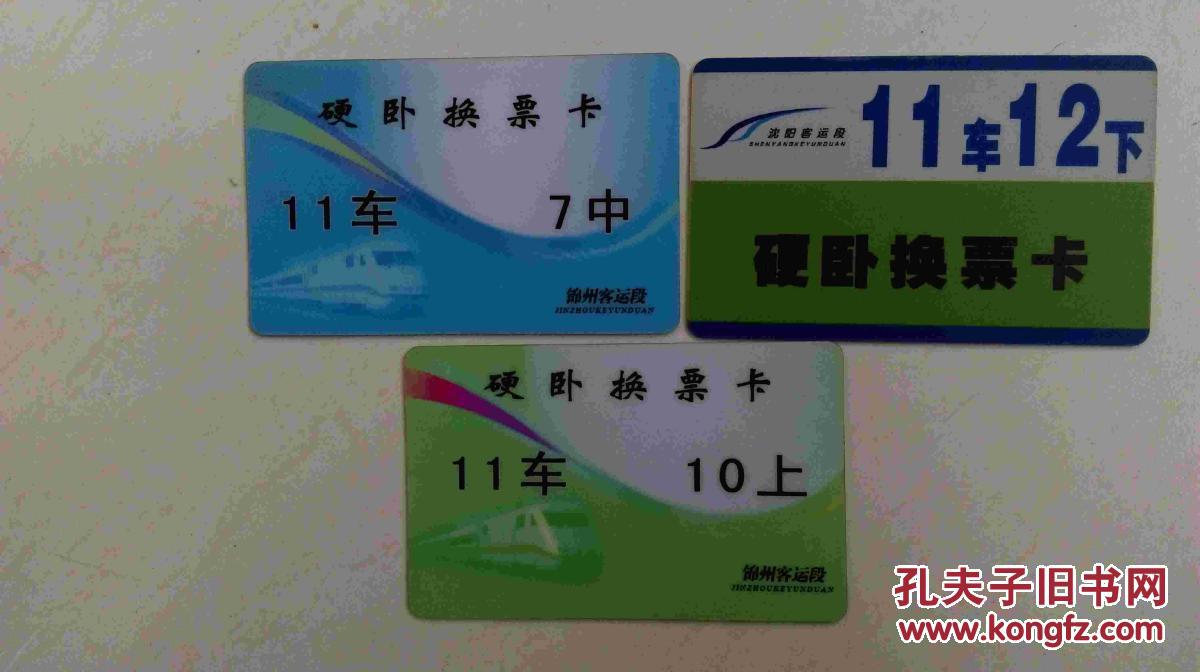 硬卧换票卡
11车 7中
锦州客运段
JINZHOUKEYUNDUAN
沈阳客运段
SHENYANGKEYUNDUAN
11车12下
硬卧换票卡
硬卧换票卡
11车 10上
锦州客运段
JINZHOUKEYUNDUAN
孔夫子旧书网
www.kongfz.com